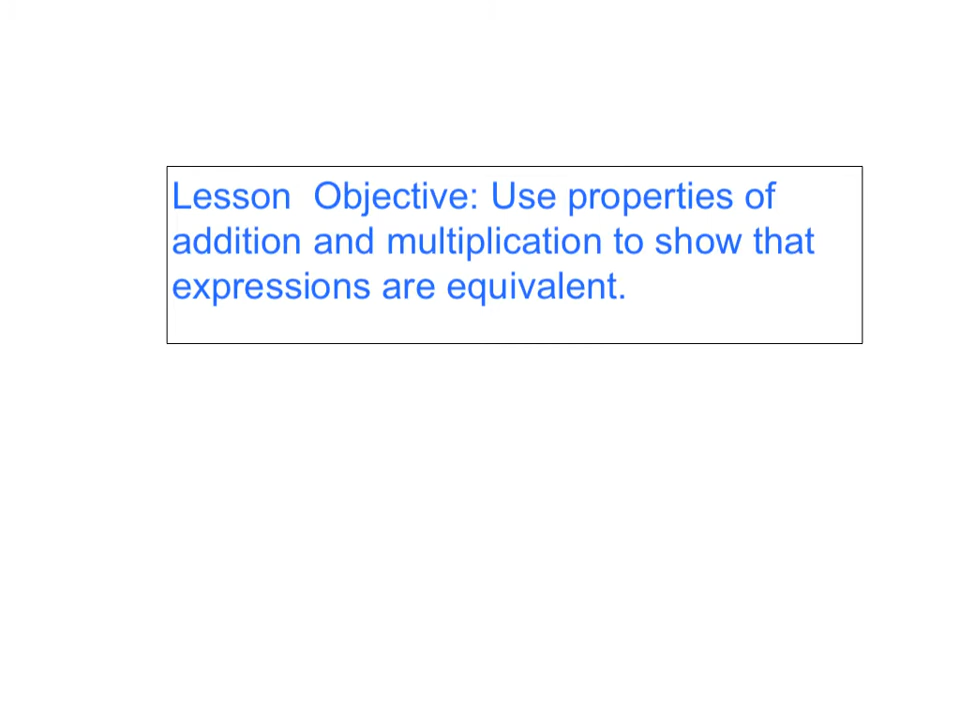 Lesson  Objective: Use properties of
addition and multiplication to show that
expressions are equivalent.